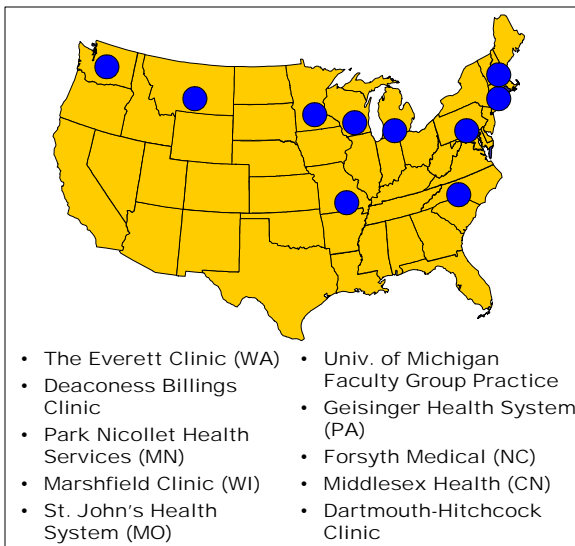 • The Everett Clinic (WA)
• Deaconess Billings
Clinic
• Park Nicollet Health
Services (MN)
• Marshfield Clinic (WI)
• St. John's Health
System (MO)
• Univ. of Michigan
Faculty Group Practice
• Geisinger Health System
(PA)
• Forsyth Medical (NC)
• Middlesex Health (CN)
• Dartmouth-Hitchcock
Clinic